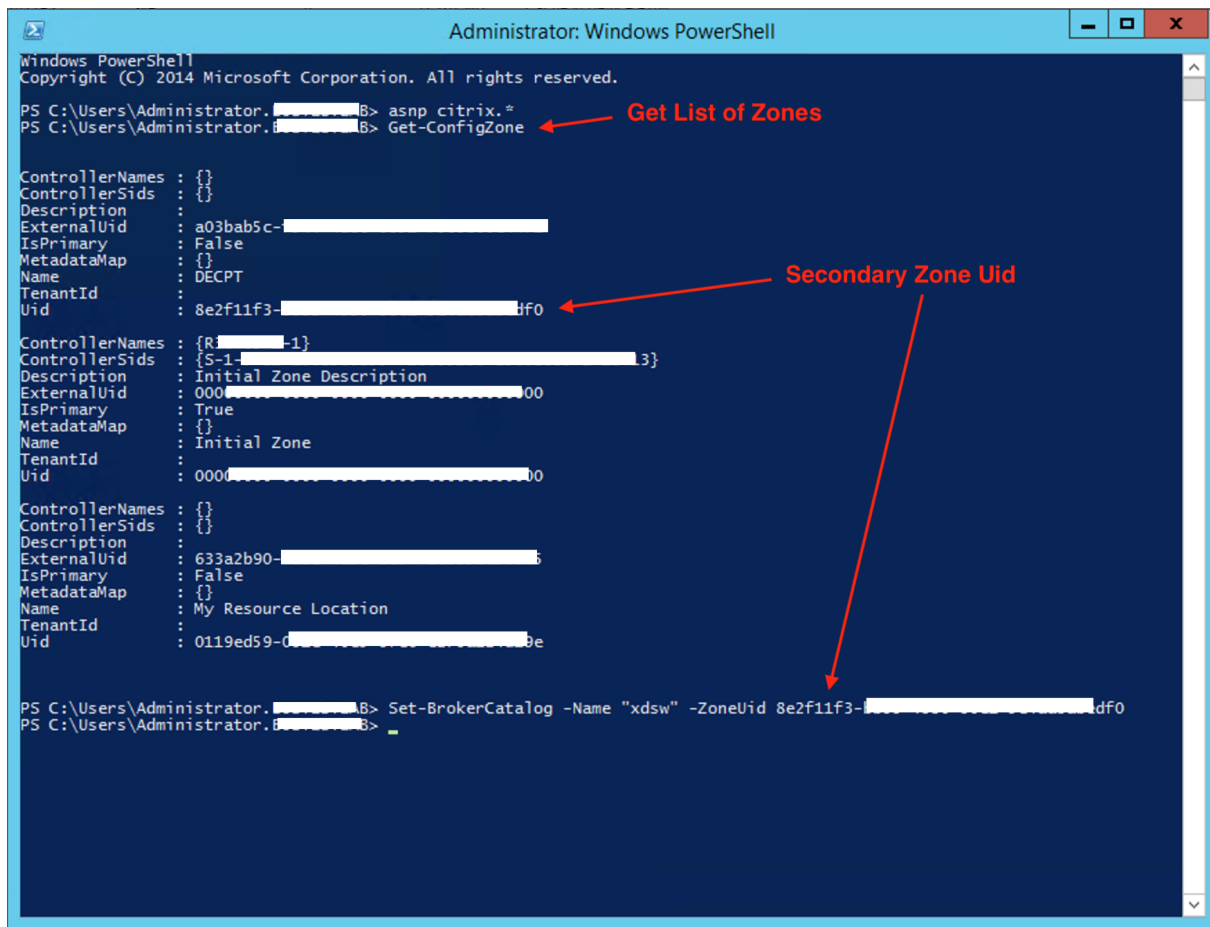 Administrator: Windows PowerShell
Windows PowerShell
Copyright (C) 2014 Microsoft Corporation. All rights reserved.
PS C:\Users\Administrator. B> asnp citrix.*
Get List of Zones
PS C:\Users\Administrator. B> Get-ConfigZone
ControllerNames : {}
ControllerSids : {}
Description :
ExternalUid : a03bab5c-
IsPrimary : False
MetadataMap : {}
Name : DECPT
Secondary Zone Uid
TenantId :
Uid : 8e2f11f3- df0
ControllerNames : {R -1}
ControllerSids : {S-1- 13}
Description : Initial Zone Description
ExternalUid : 0000 00
IsPrimary : True
MetadataMap : {}
Name : Initial Zone
TenantId :
Uid : 0000 00
ControllerNames : {}
ControllerSids : {}
Description :
ExternalUid : 633a2b90-
IsPrimary : False
MetadataMap : {}
Name : My Resource Location
TenantId :
Uid : 0119ed59- 9e
PS C:\Users\Administrator. AB> Set-BrokerCatalog -Name "xdsw" -ZoneUid 8e2f11f3- df0
PS C:\Users\Administrator. B>